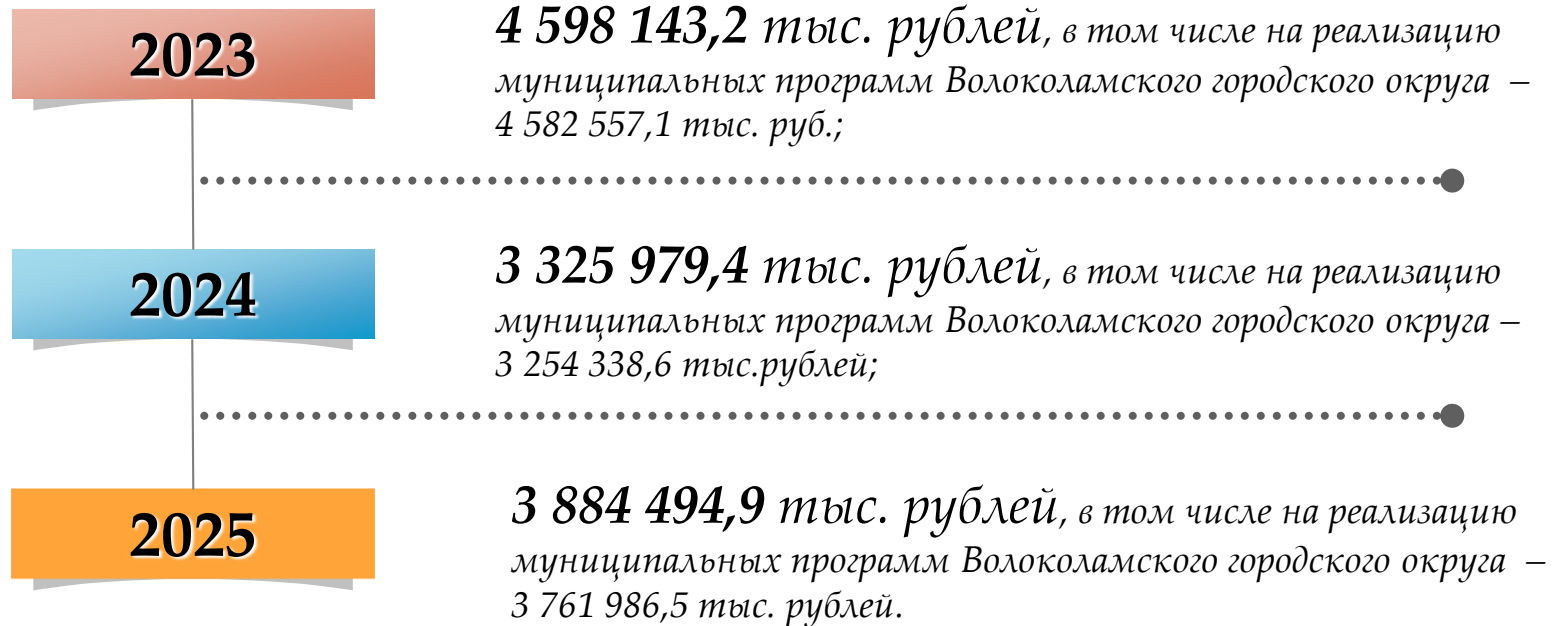 2023
4 598 143,2 тыс. рублей, в том числе на реализацию
муниципальных программ Волоколамского городского округа –
4 582 557,1 тыс. руб.;
2024
3 325 979,4 тыс. рублей, в том числе на реализацию
муниципальных программ Волоколамского городского округа –
3 254 338,6 тыс.рублей;
2025
3 884 494,9 тыс. рублей, в том числе на реализацию
муниципальных программ Волоколамского городского округа –
3 761 986,5 тыс. рублей.